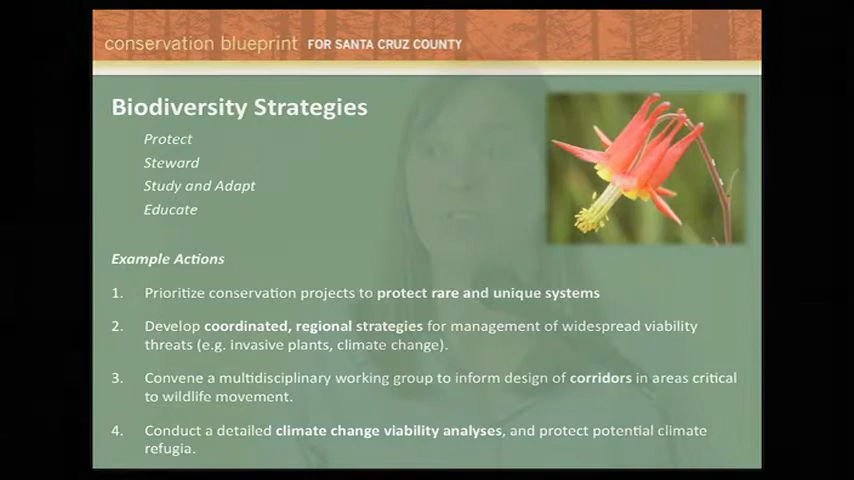 conservation blueprint FOR SANTA CRUZ COUNTY
Biodiversity Strategies
Protect
Steward
Study and Adapt
Educate
Example Actions
1. Prioritize conservation projects to protect rare and unique systems
2. Develop coordinated, regional strategies for management of widespread viability
threats (e.g. invasive plants, climate change).
3. Convene a multidisciplinary working group to inform design of corridors in areas critical
to wildlife movement.
4. Conduct a detailed climate change viability analyses, and protect potential climate
refugia.